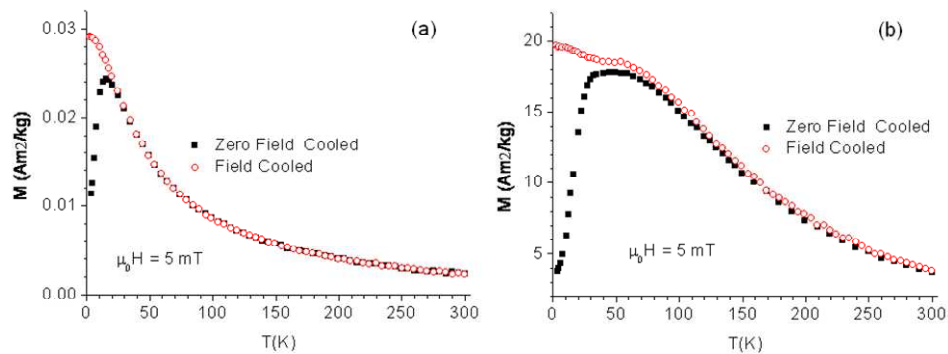 (a)
0.03
0.02
0.01
0.00
M (Am2/kg)
Zero Field Cooled
Field Cooled
μ₀H = 5 mT
0 50 100 150 200 250 300
T(K)
(b)
20
15
10
5
M (Am2/kg)
Zero Field Cooled
Field Cooled
μ₀H = 5 mT
0 50 100 150 200 250 300
T(K)